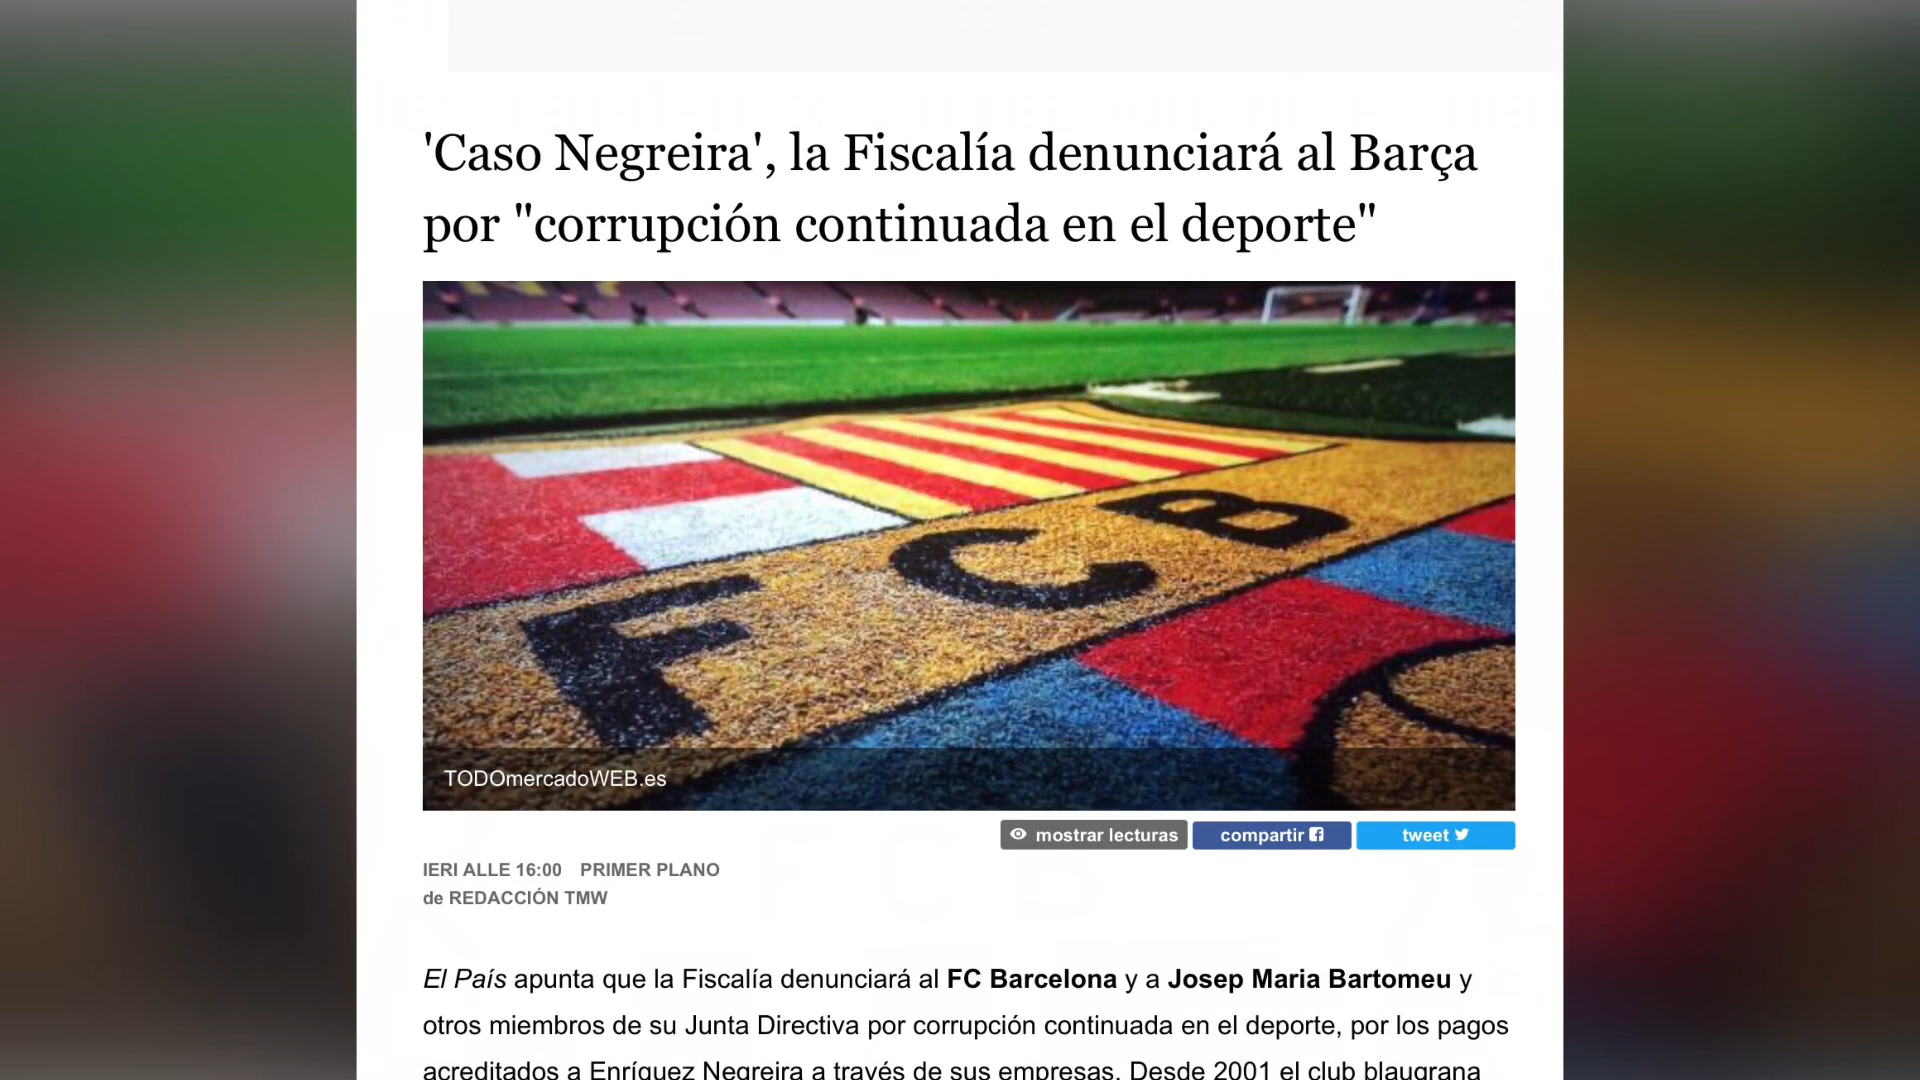 'Caso Negreira', la Fiscalía denunciará al Barça
por "corrupción continuada en el deporte"
F C B
TODOmercadoWEB.es
mostrar lecturas compartir tweet
IERI ALLE 16:00 PRIMER PLANO
de REDACCIÓN TMW
El País apunta que la Fiscalía denunciará al FC Barcelona y a Josep Maria Bartomeu y
otros miembros de su Junta Directiva por corrupción continuada en el deporte, por los pagos
acreditados a Enríquez Negreira a través de sus empresas. Desde 2001 el club blaugrana